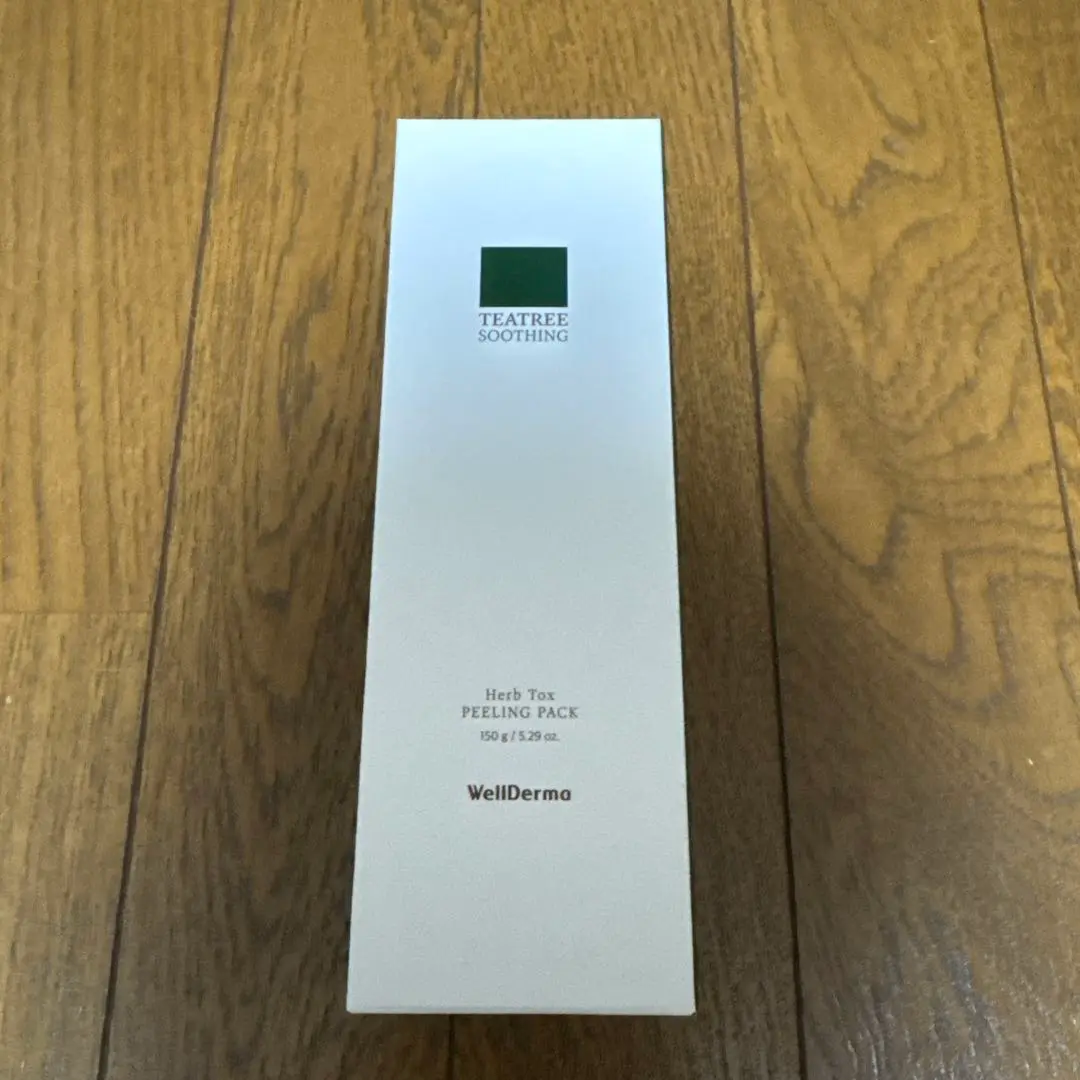 TEATREE
SOOTHING
Herb Tox
PEELING PACK
150 g / 5.29 oz.
WellDerma